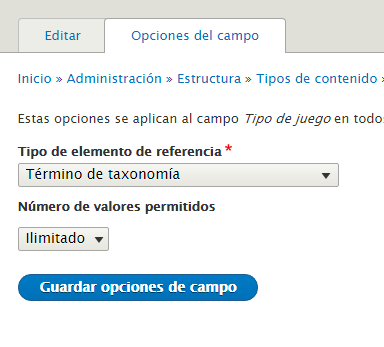 Editar
Opciones del campo
Inicio » Administración » Estructura » Tipos de contenido »
Estas opciones se aplican al campo Tipo de juego en todo
Tipo de elemento de referencia *
Término de taxonomía
Número de valores permitidos
Ilimitado
Guardar opciones de campo